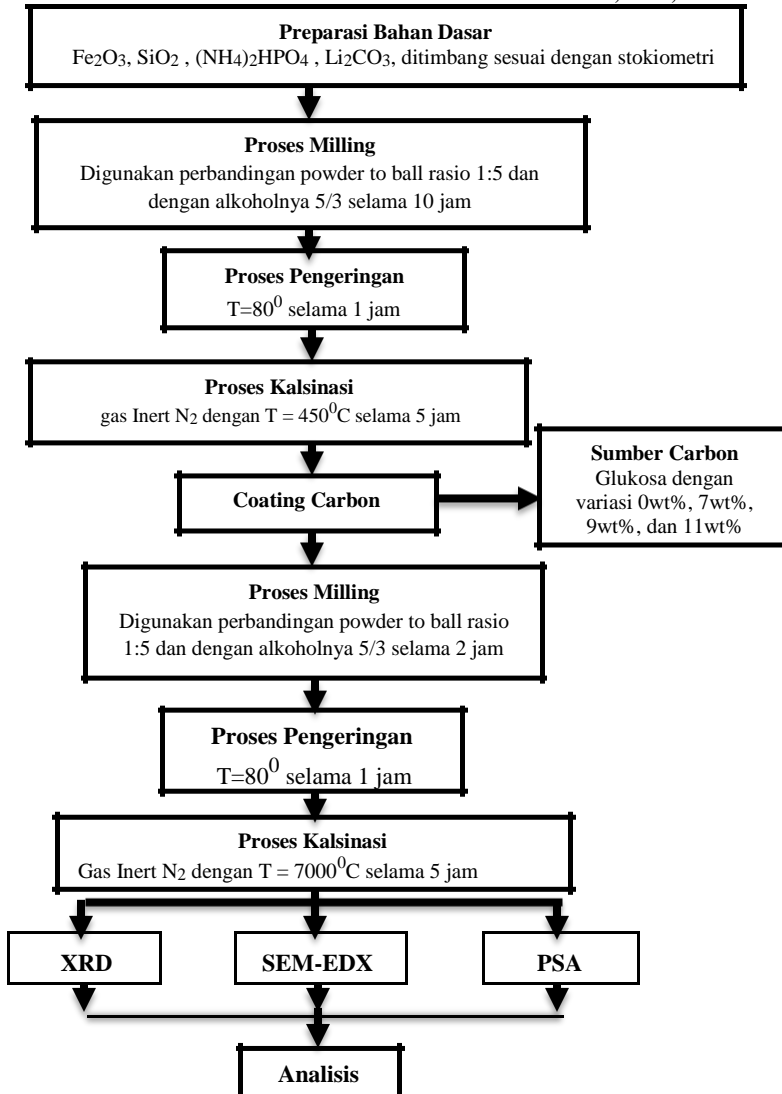 Preparasi Bahan Dasar
Fe2O3, SiO2 , (NH4)2HPO4 , Li2CO3, ditimbang sesuai dengan stokiometri
Proses Milling
Digunakan perbandingan powder to ball rasio 1:5 dan
dengan alkoholnya 5/3 selama 10 jam
Proses Pengeringan
T=80⁰ selama 1 jam
Proses Kalsinasi
gas Inert N2 dengan T = 450⁰C selama 5 jam
Coating Carbon
Sumber Carbon
Glukosa dengan
variasi 0wt%, 7wt%,
9wt%, dan 11wt%
Proses Milling
Digunakan perbandingan powder to ball rasio
1:5 dan dengan alkoholnya 5/3 selama 2 jam
Proses Pengeringan
T=80⁰ selama 1 jam
Proses Kalsinasi
Gas Inert N2 dengan T = 7000⁰C selama 5 jam
XRD
SEM-EDX
PSA
Analisis